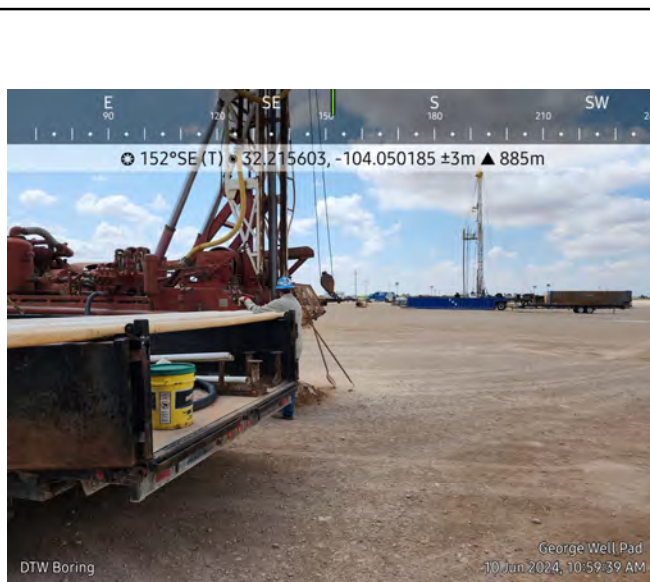 E SE S SW
90 120 150 180 210
152°SE (T) 32.215603, -104.050185 ±3m ▲ 885m
George Well Pad
DTW Boring 10 Jun 2024, 10:59:39 AM